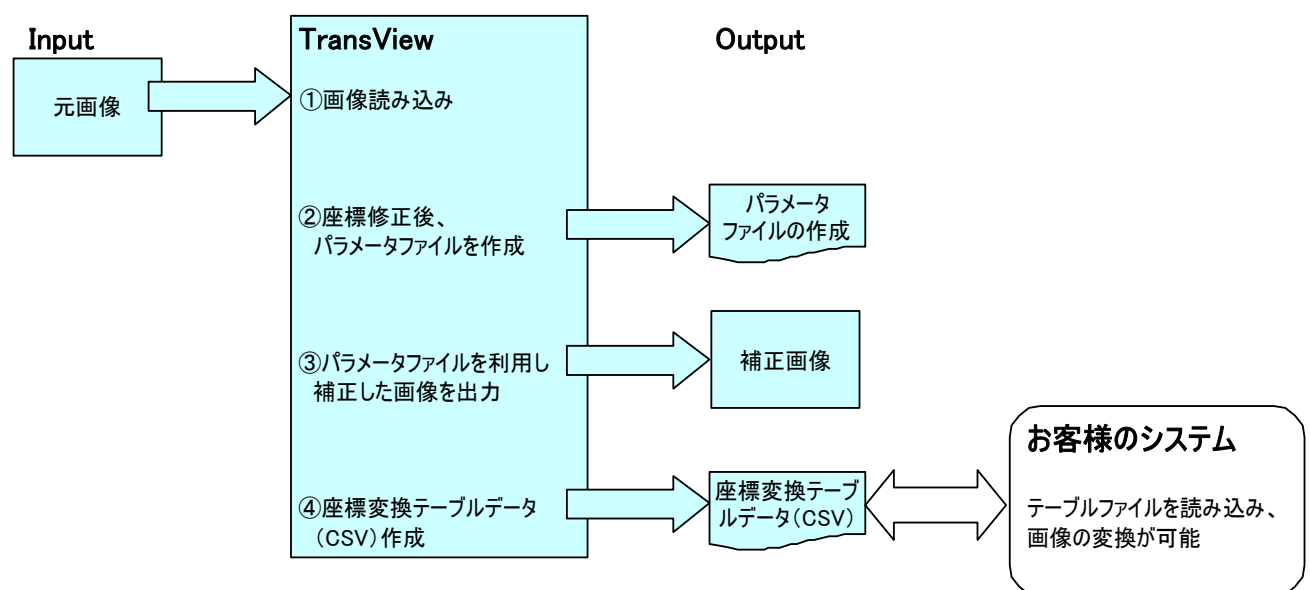 Input
TransView
Output
元画像
①画像読み込み
②座標修正後、
パラメータファイルを作成
パラメータ
ファイルの作成
③パラメータファイルを利用し
補正した画像を出力
補正画像
④座標変換テーブルデータ
（CSV）作成
座標変換テーブ
ルデータ（CSV）
お客様のシステム
テーブルファイルを読み込み、
画像の変換が可能